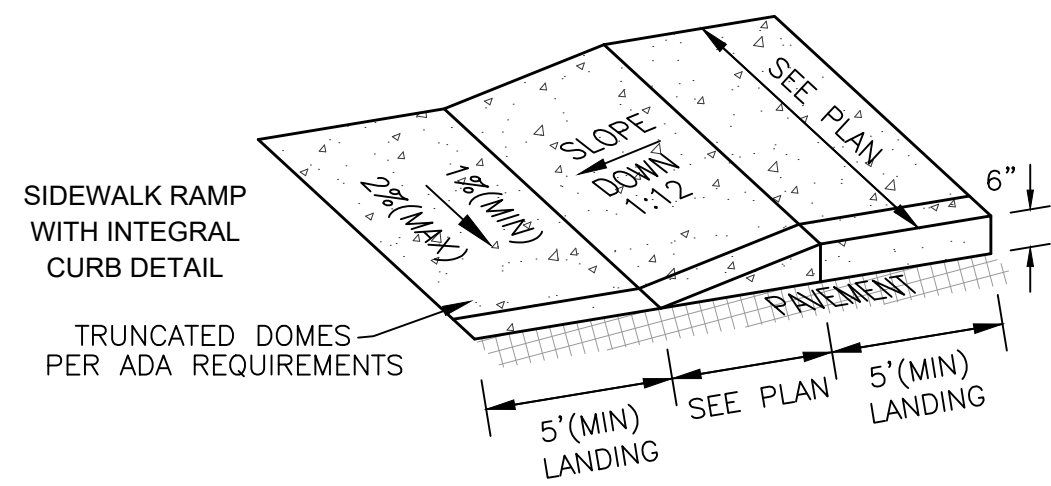 SIDEWALK RAMP
WITH INTEGRAL
CURB DETAIL
SEE PLAN
SLOPE
DOWN
1:12
1%(MIN)
2%(MAX)
6"
TRUNCATED DOMES
PER ADA REQUIREMENTS
PAVEMENT
5'(MIN)
LANDING
SEE PLAN
5'(MIN)
LANDING